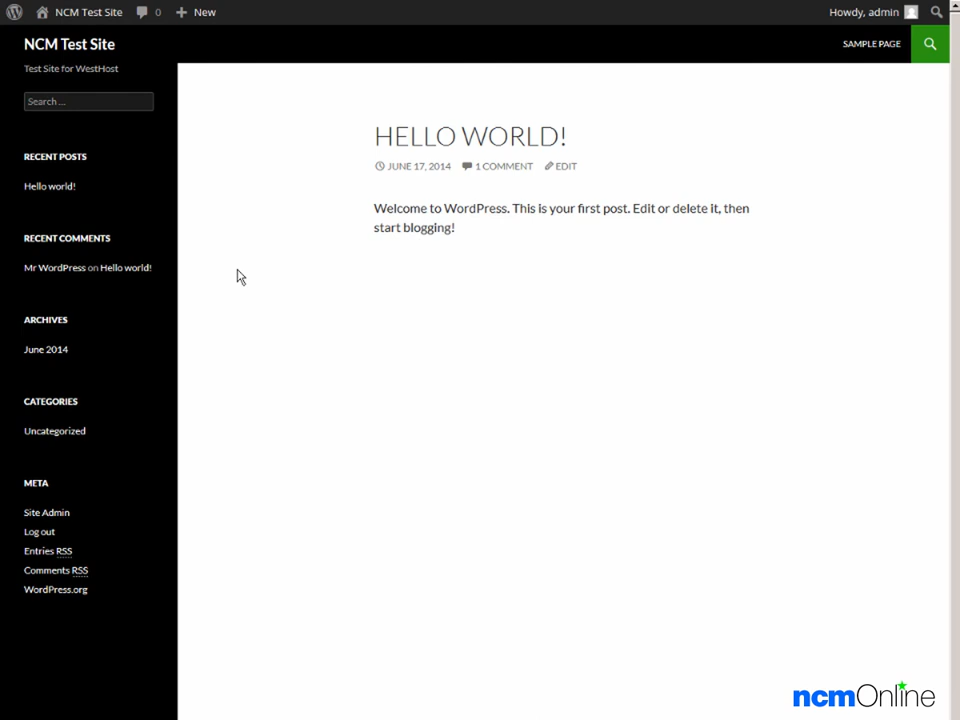 NCM Test Site 0 New Howdy, admin
NCM Test Site SAMPLE PAGE
Test Site for WestHost
Search ...
RECENT POSTS
Hello world!
RECENT COMMENTS
Mr WordPress on Hello world!
ARCHIVES
June 2014
CATEGORIES
Uncategorized
META
Site Admin
Log out
Entries RSS
Comments RSS
WordPress.org
HELLO WORLD!
JUNE 17, 2014 1 COMMENT EDIT
Welcome to WordPress. This is your first post. Edit or delete it, then
start blogging!
ncmOnline